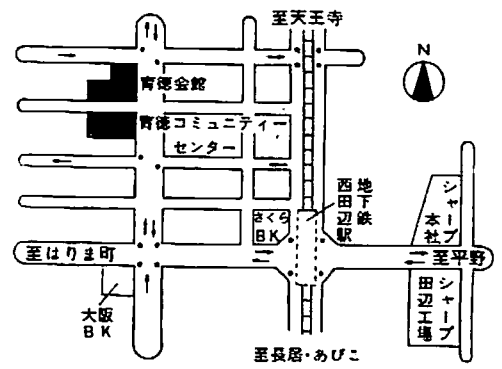 至天王寺
N
育徳会館
育徳コミュニティー
センター
地下鉄
西田辺駅
さくら
BK
シャープ
本社
至はりま町
至平野
大阪
BK
シャープ
田辺工場
至長居・あびこ